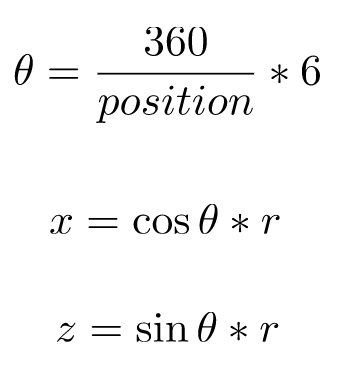 θ = 360/position * 6
x = cos θ * r
z = sin θ * r